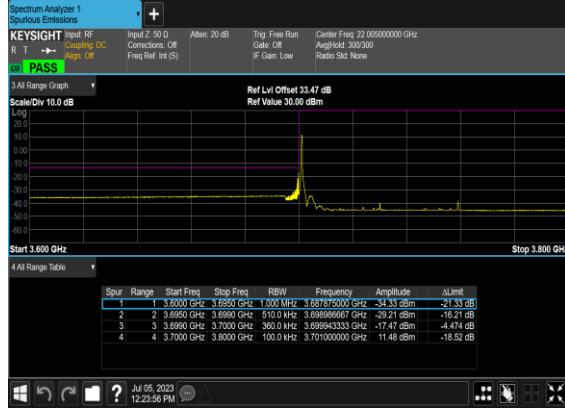 Spectrum Analyzer 1
Spurious Emissions
+
KEYSIGHT Input: RF Input Z: 50 Ω Atten: 20 dB Trig: Free Run Center Freq: 22.005000000 GHz
R T Coupling: DC Corrections: Off Gate: Off Avg|Hold: 300/300
Align: Off Freq Ref: Int (S) IF Gain: Low Radio Std: None
PASS
3 All Range Graph Ref Lvl Offset 33.47 dB
Scale/Div 10.0 dB Ref Value 30.00 dBm
Log
20.0
10.0
0.00
-10.0
-20.0
-30.0
-40.0
-50.0
-60.0
Start 3.600 GHz Stop 3.800 GH
4 All Range Table
Spur Range Start Freq Stop Freq RBW Frequency Amplitude ΔLimit
1 1 3.6000 GHz 3.6950 GHz 1.000 MHz 3.687875000 GHz -34.33 dBm -21.33 dB
2 2 3.6950 GHz 3.6990 GHz 510.0 kHz 3.698986667 GHz -29.21 dBm -16.21 dB
3 3 3.6990 GHz 3.7000 GHz 360.0 kHz 3.699943333 GHz -17.47 dBm -4.474 dB
4 4 3.7000 GHz 3.8000 GHz 100.0 kHz 3.701000000 GHz 11.48 dBm -18.52 dB
? Jul 05, 2023
12:23:56 PM